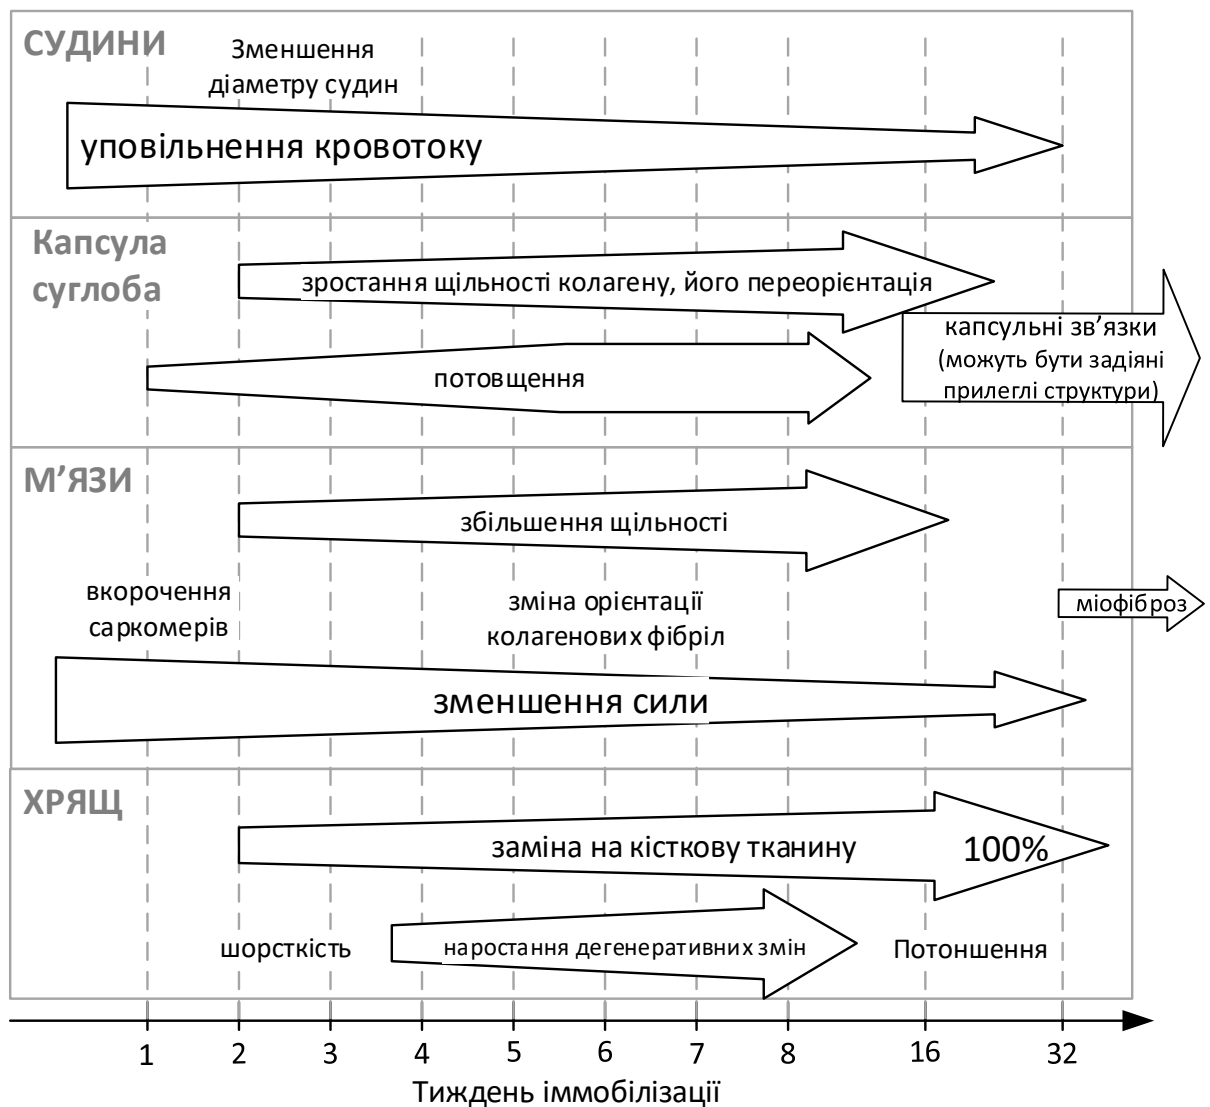 СУДИНИ
Зменшення
діаметру судин
уповільнення кровотоку
Капсула
суглоба
зростання щільності колагену, його переорієнтація
потовщення
капсульні зв’язки
(можуть бути задіяні
прилеглі структури)
М’ЯЗИ
збільшення щільності
вкорочення
саркомерів
зміна орієнтації
колагенових фібріл
міофіброз
зменшення сили
ХРЯЩ
заміна на кісткову тканину 100%
шорсткість
наростання дегенеративних змін
Потоншення
1 2 3 4 5 6 7 8 16 32
Тиждень іммобілізації